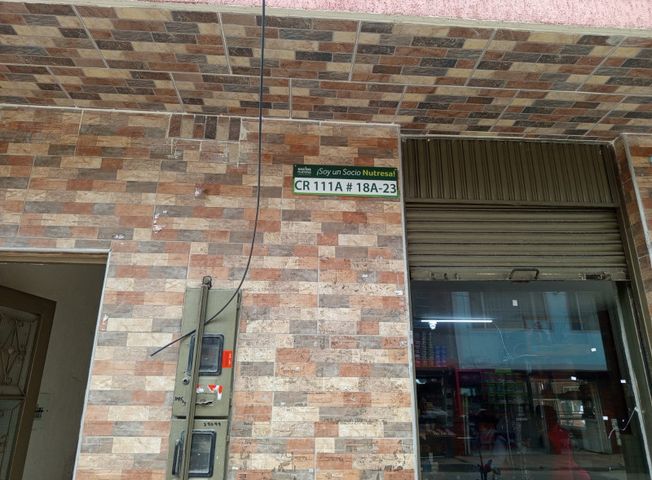 ¡Soy un Socio Nutresa!
CR 111A # 18A-23